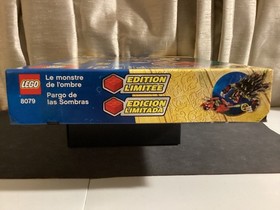 LEGO
8079
Le monstre
de l'ombre
Pargo de
las Sombras
EDITION
LIMITÉE
EDICIÓN
LIMITADA